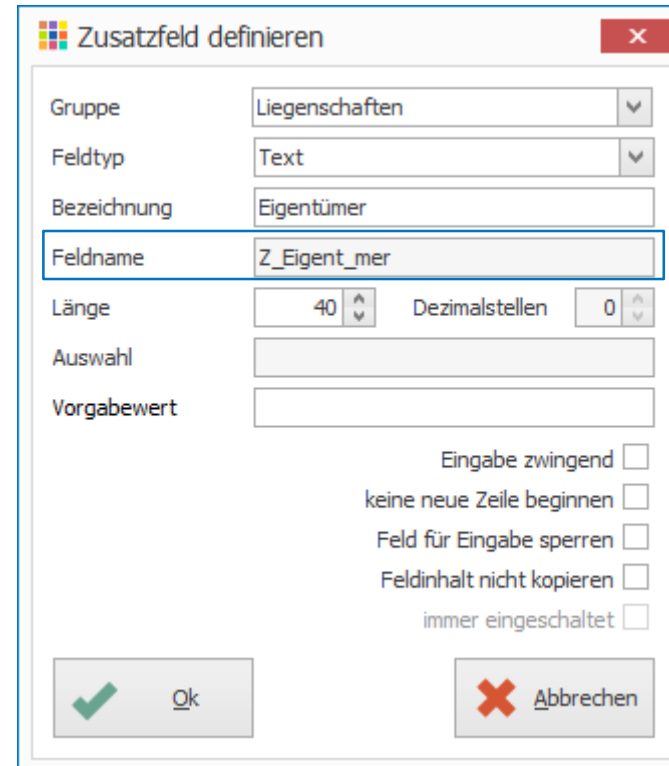 Zusatzfeld definieren
Gruppe Liegenschaften
Feldtyp Text
Bezeichnung Eigentümer
Feldname Z_Eigent_mer
Länge 40 Dezimalstellen 0
Auswahl
Vorgabewert
Eingabe zwingend
keine neue Zeile beginnen
Feld für Eingabe sperren
Feldinhalt nicht kopieren
immer eingeschaltet
Ok Abbrechen